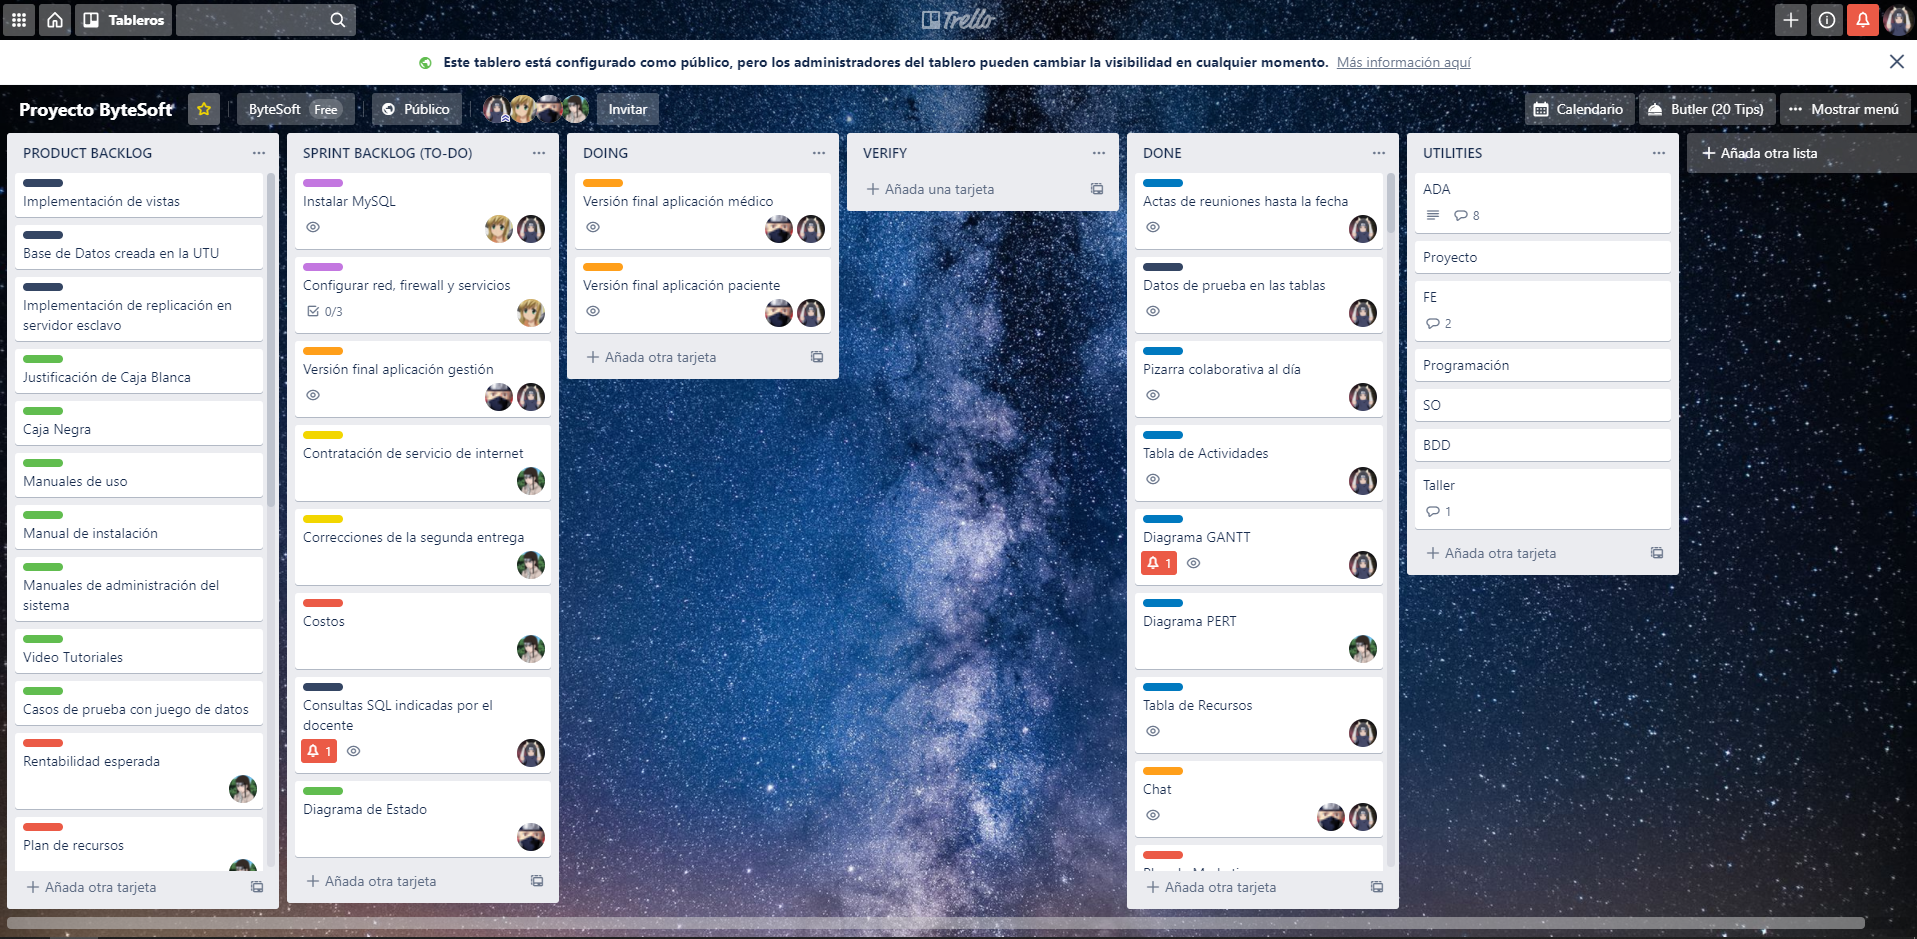 Tableros
Trello
Este tablero está configurado como público, pero los administradores del tablero pueden cambiar la visibilidad en cualquier momento. Más información aquí
Proyecto ByteSoft
ByteSoft Free
Público
Invitar
Calendario
Butler (20 Tips)
Mostrar menú
PRODUCT BACKLOG
Implementación de vistas
Base de Datos creada en la UTU
Implementación de replicación en
servidor esclavo
Justificación de Caja Blanca
Caja Negra
Manuales de uso
Manual de instalación
Manuales de administración del
sistema
Video Tutoriales
Casos de prueba con juego de datos
Rentabilidad esperada
Plan de recursos
Añada otra tarjeta
SPRINT BACKLOG (TO-DO)
Instalar MySQL
Configurar red, firewall y servicios
0/3
Versión final aplicación gestión
Contratación de servicio de internet
Correcciones de la segunda entrega
Costos
Consultas SQL indicadas por el
docente
1
Diagrama de Estado
Añada otra tarjeta
DOING
Versión final aplicación médico
Versión final aplicación paciente
Añada otra tarjeta
VERIFY
Añada una tarjeta
DONE
Actas de reuniones hasta la fecha
Datos de prueba en las tablas
Pizarra colaborativa al día
Tabla de Actividades
Diagrama GANTT
1
Diagrama PERT
Tabla de Recursos
Chat
Añada otra tarjeta
UTILITIES
ADA
8
Proyecto
FE
2
Programación
SO
BDD
Taller
1
Añada otra tarjeta
Añada otra lista